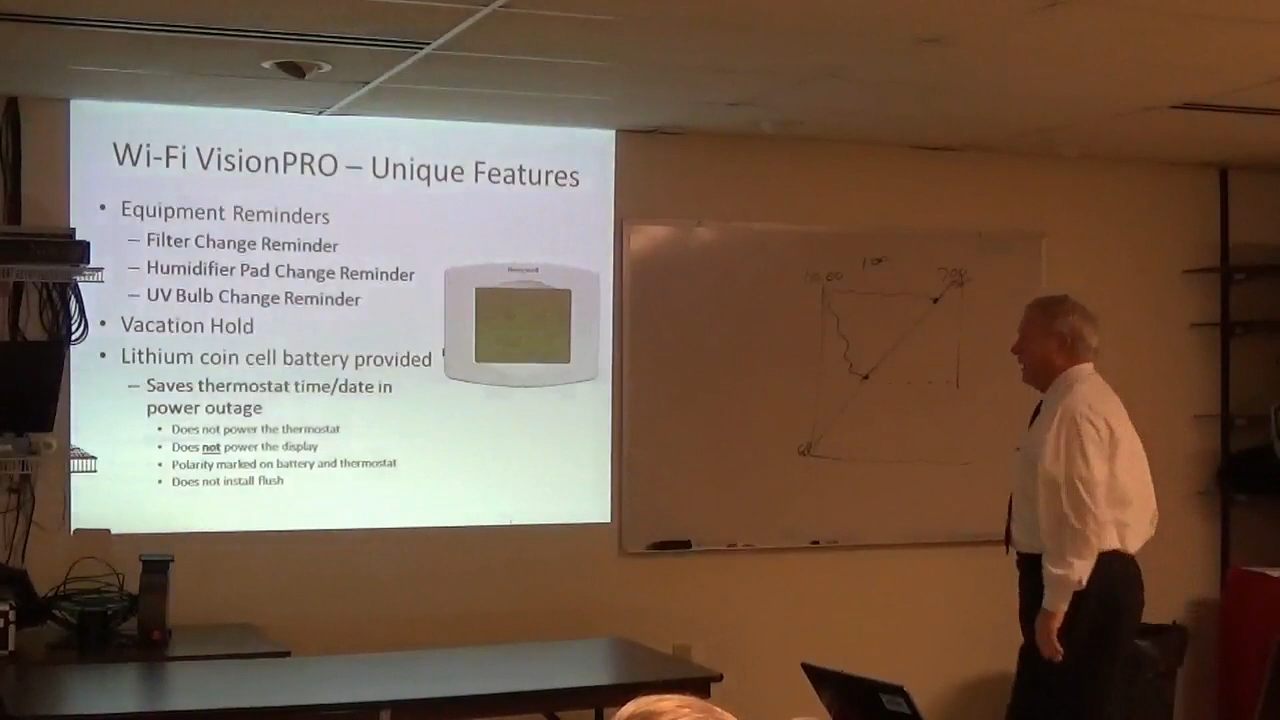 Wi-Fi VisionPRO – Unique Features
• Equipment Reminders
– Filter Change Reminder
– Humidifier Pad Change Reminder
– UV Bulb Change Reminder
• Vacation Hold
• Lithium coin cell battery provided
– Saves thermostat time/date in
power outage
• Does not power the thermostat
• Does not power the display
• Polarity marked on battery and thermostat
• Does not install flush
Honeywell